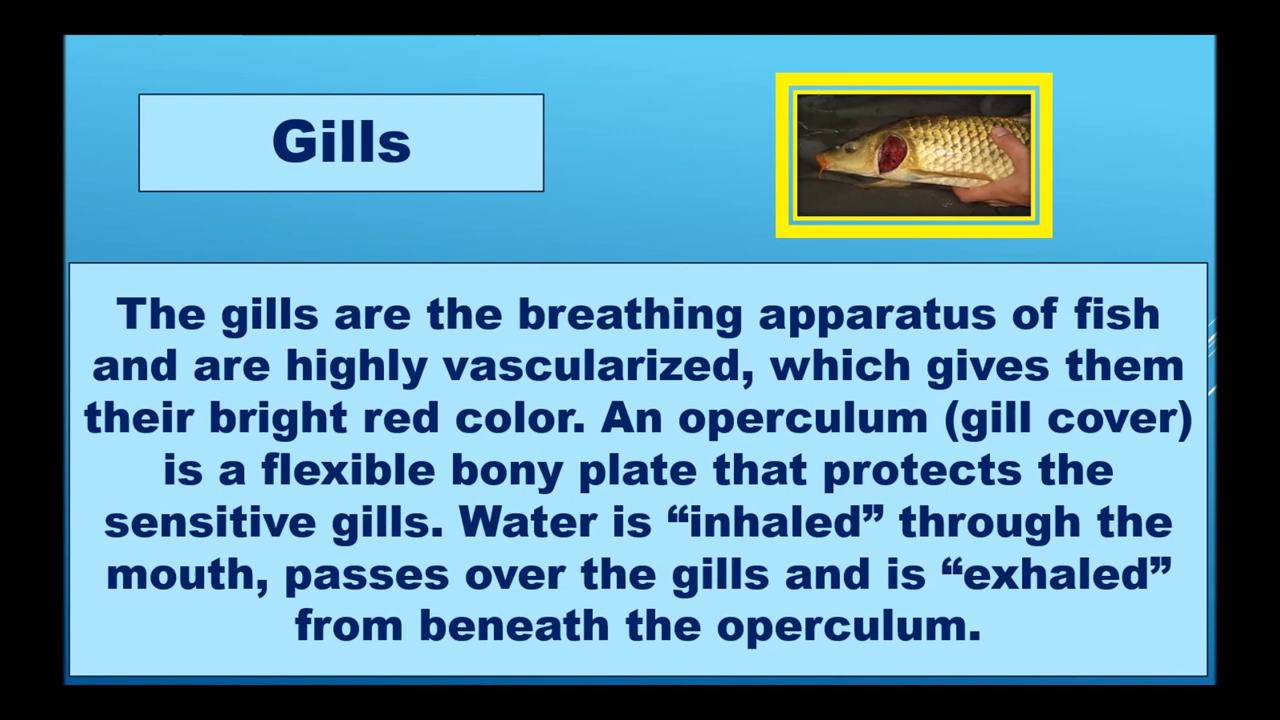 Gills
The gills are the breathing apparatus of fish
and are highly vascularized, which gives them
their bright red color. An operculum (gill cover)
is a flexible bony plate that protects the
sensitive gills. Water is “inhaled” through the
mouth, passes over the gills and is “exhaled”
from beneath the operculum.